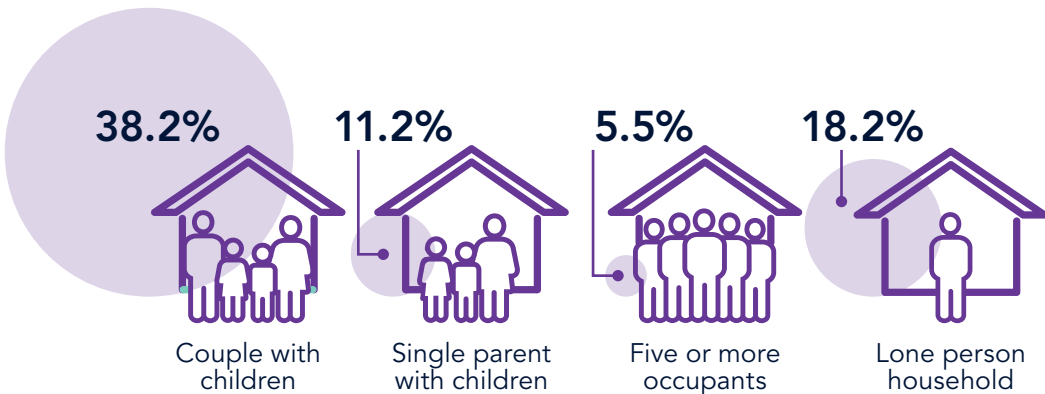 38.2%
Couple with
children
11.2%
Single parent
with children
5.5%
Five or more
occupants
18.2%
Lone person
household